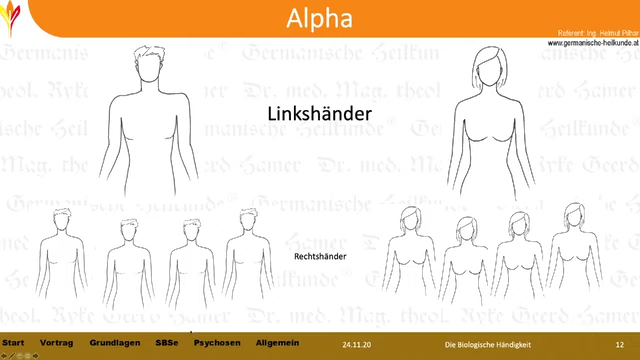 Alpha
Referent: Ing. Helmut Pilhar
www.germanische-heilkunde.at
Linkshänder
Rechtshänder
Start Vortrag Grundlagen SBSe Psychosen Allgemein 24.11.20 Die Biologische Händigkeit 12